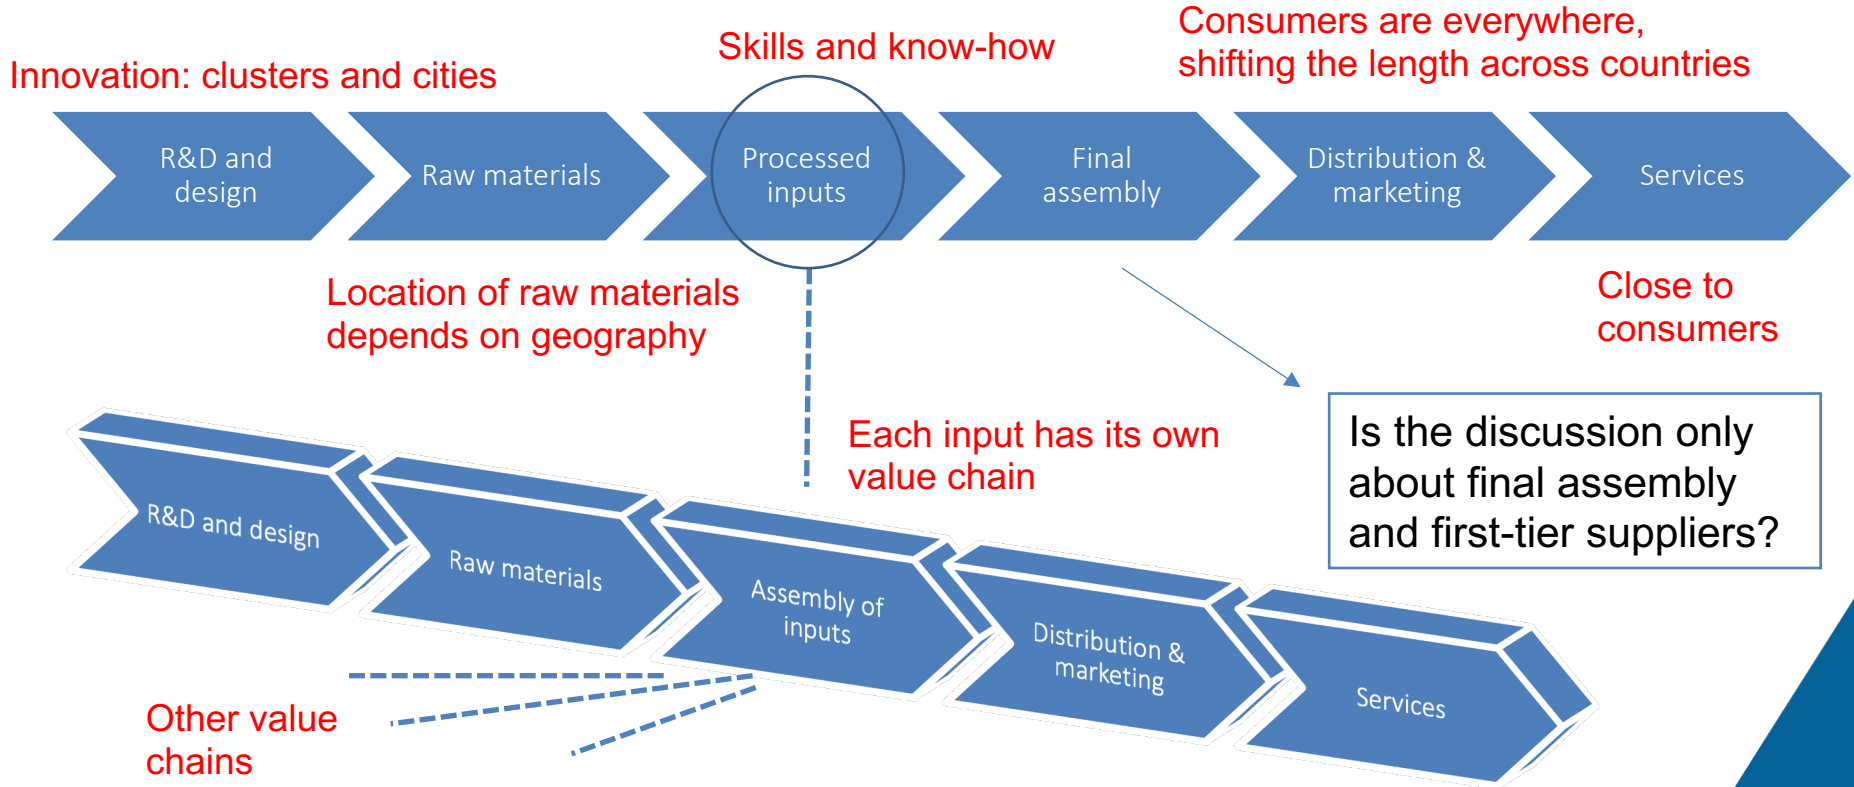 Innovation: clusters and cities
Skills and know-how
Consumers are everywhere,
shifting the length across countries
R&D and
design
Raw materials
Processed
inputs
Final
assembly
Distribution &
marketing
Services
Location of raw materials
depends on geography
Close to
consumers
Each input has its own
value chain
Is the discussion only
about final assembly
and first-tier suppliers?
R&D and design
Raw materials
Assembly of
inputs
Distribution &
marketing
Services
Other value
chains